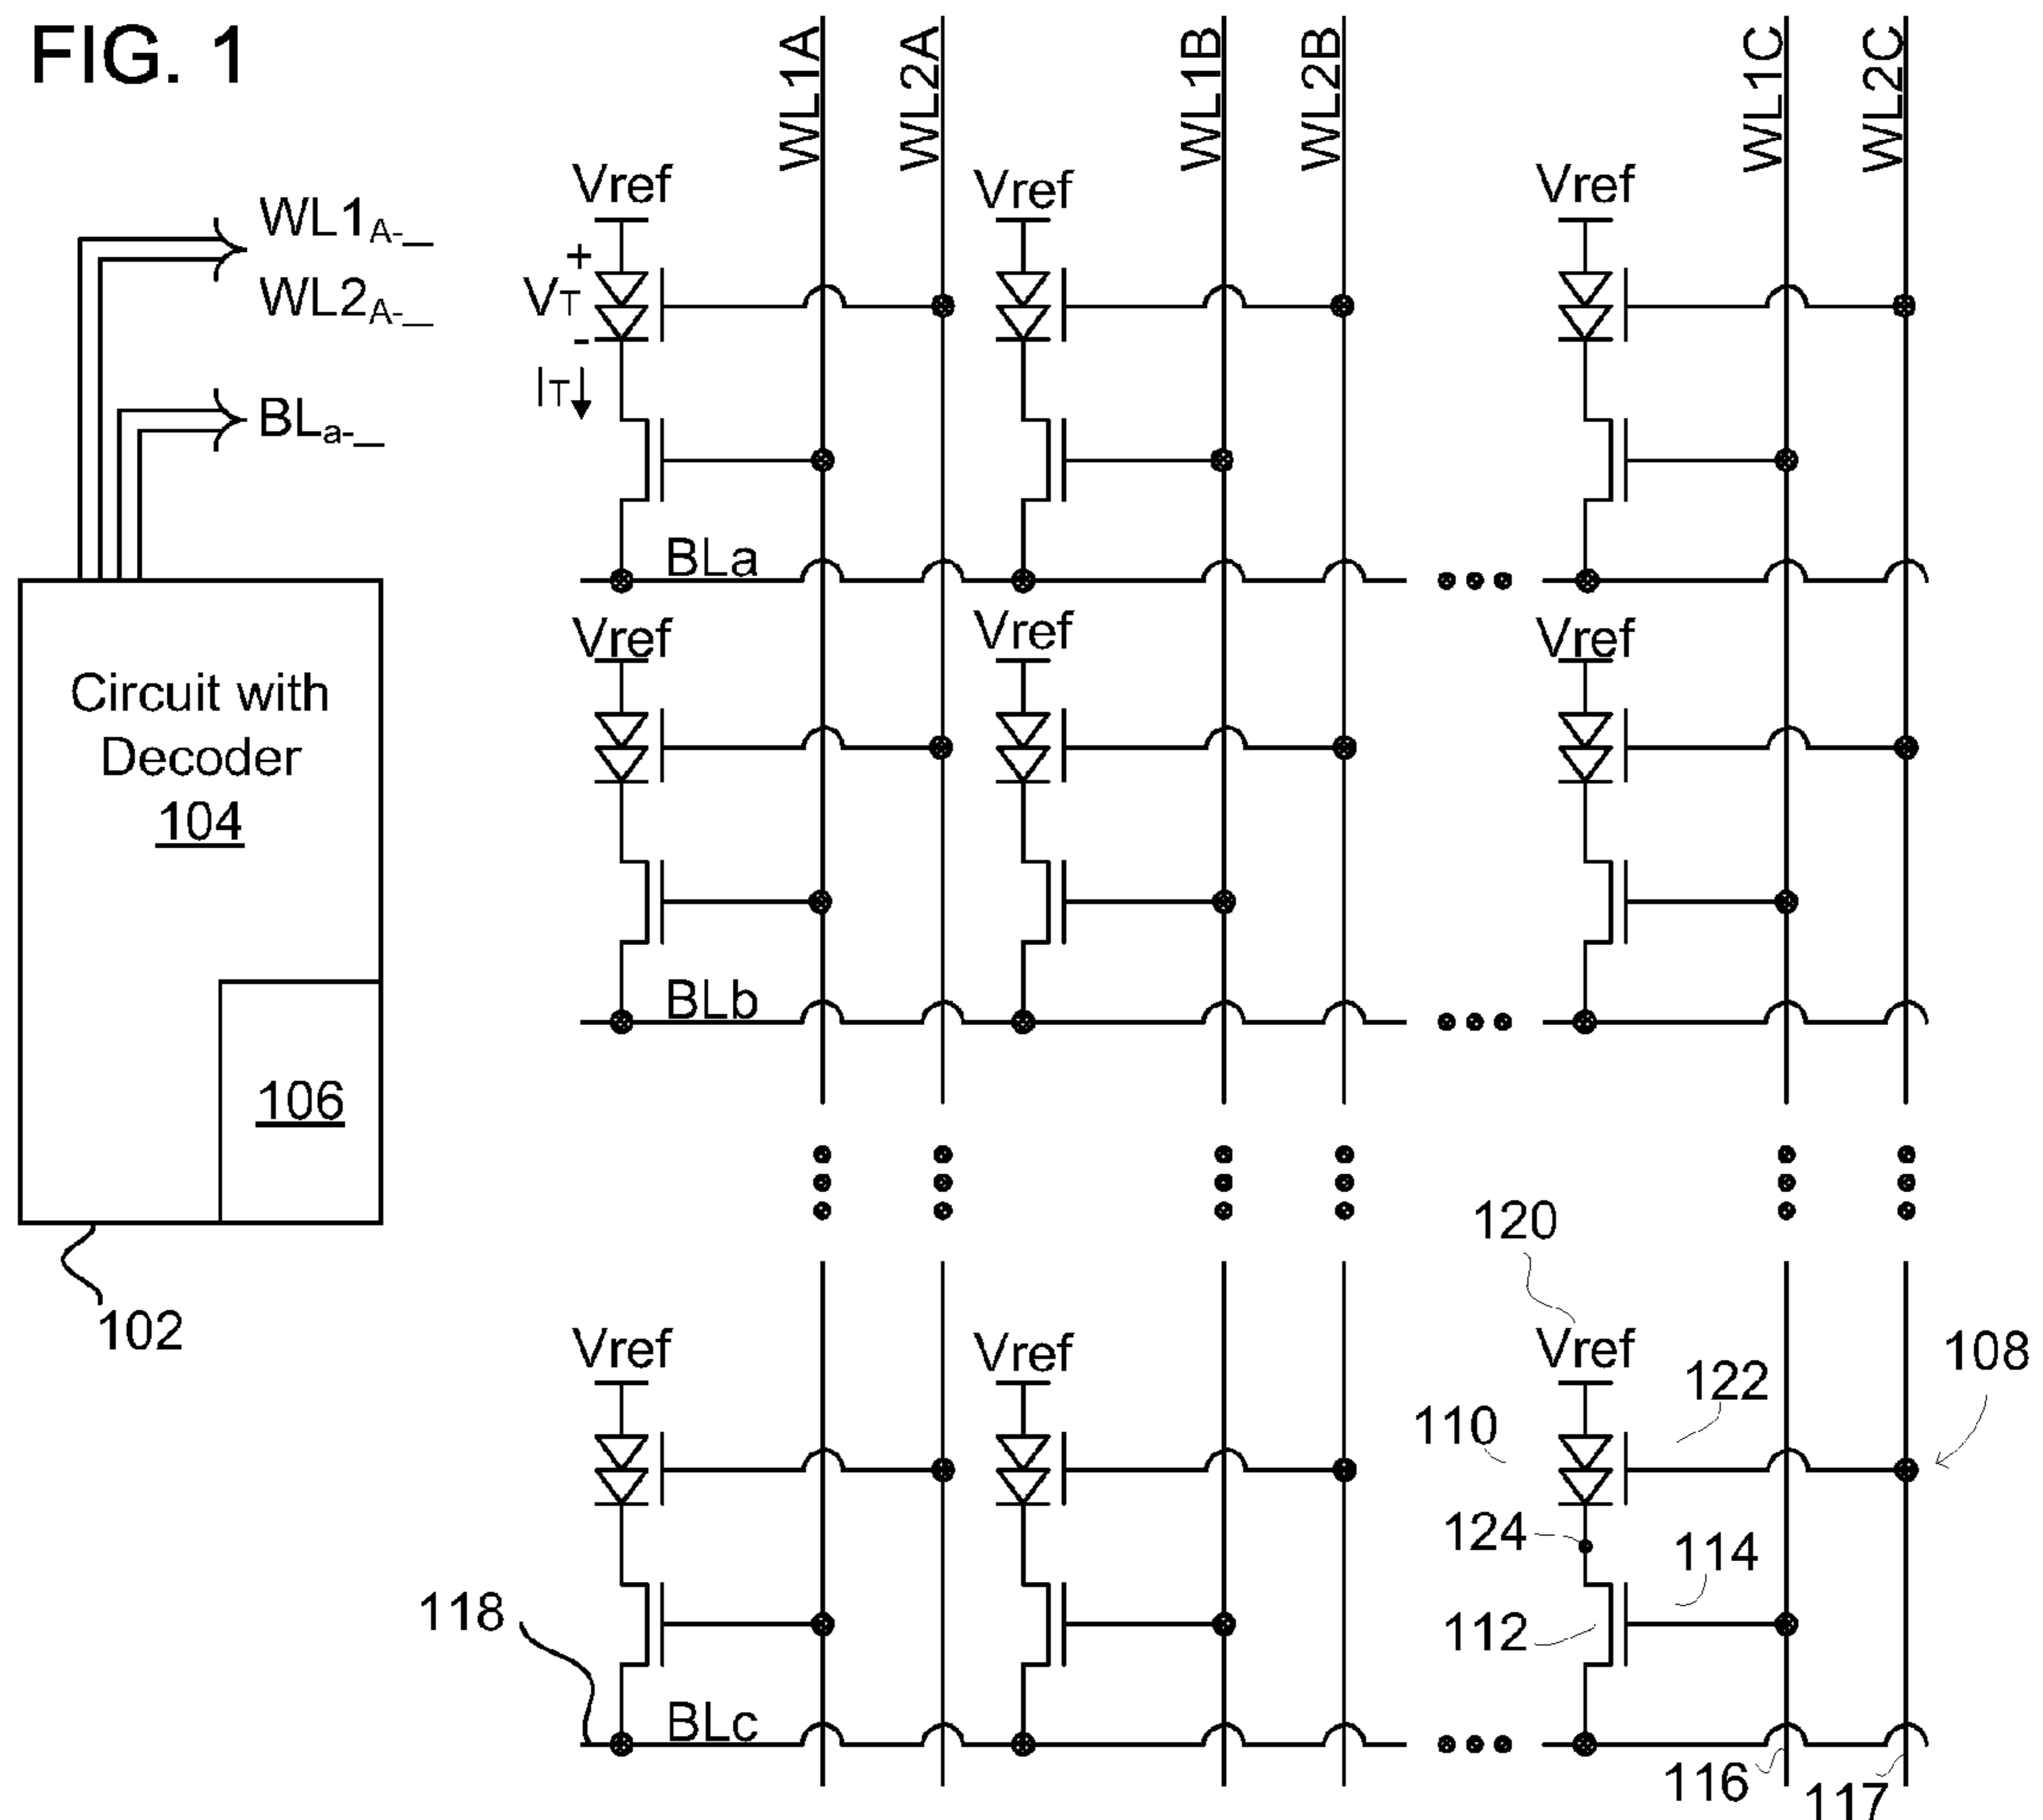 FIG. 1
WL1A
WL2A
WL1B
WL2B
WL1C
WL2C
WL1A-_
WL2A-_
BLa-_
Vref
Vref
Vref
+
VT
-
IT
BLa
Vref
Vref
Vref
Circuit with
Decoder
104
BLb
106
102
120
Vref
Vref
Vref
108
122
110
124
114
118
112
BLc
116
117